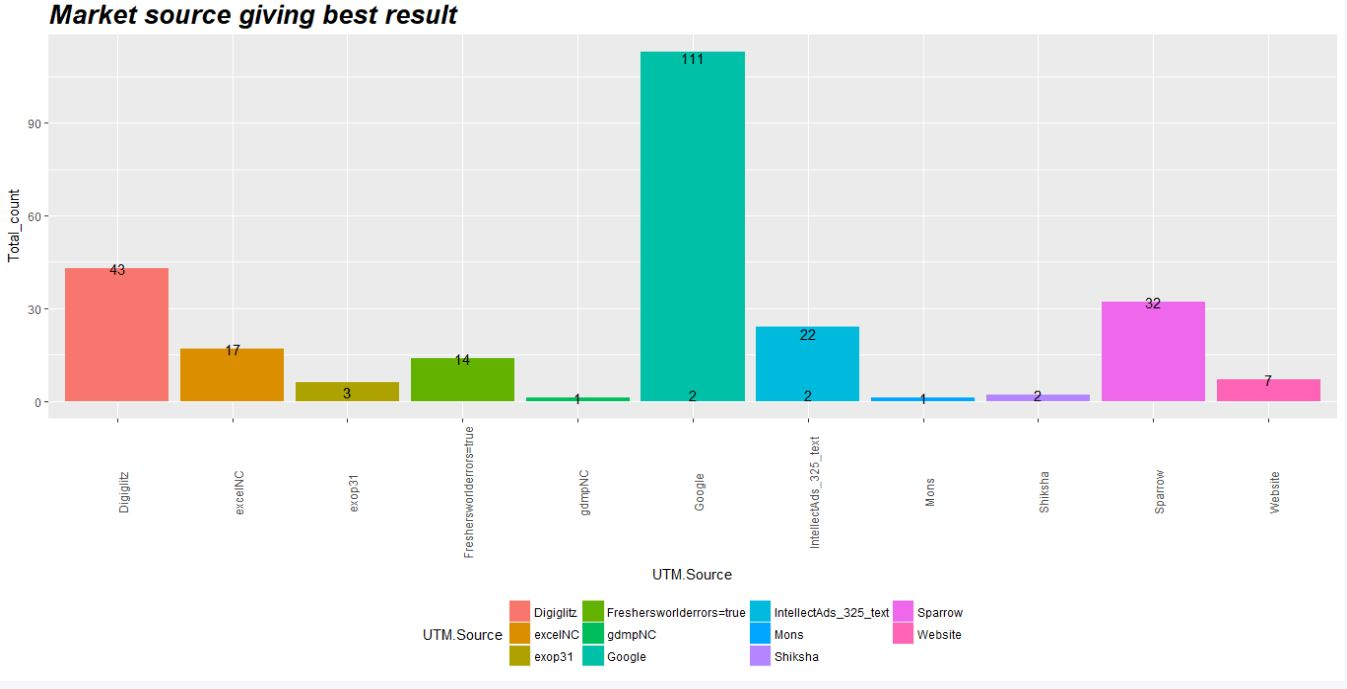 Market source giving best result
Total_count
90
60
30
0
43
17
3
14
1
111
2
22
2
1
2
32
7
Digiglitz
excelNC
exop31
Freshersworlderrors=true
gdmpNC
Google
IntellectAds_325_text
Mons
Shiksha
Sparrow
Website
UTM.Source
UTM.Source
Digiglitz
excelNC
exop31
Freshersworlderrors=true
gdmpNC
Google
IntellectAds_325_text
Mons
Shiksha
Sparrow
Website